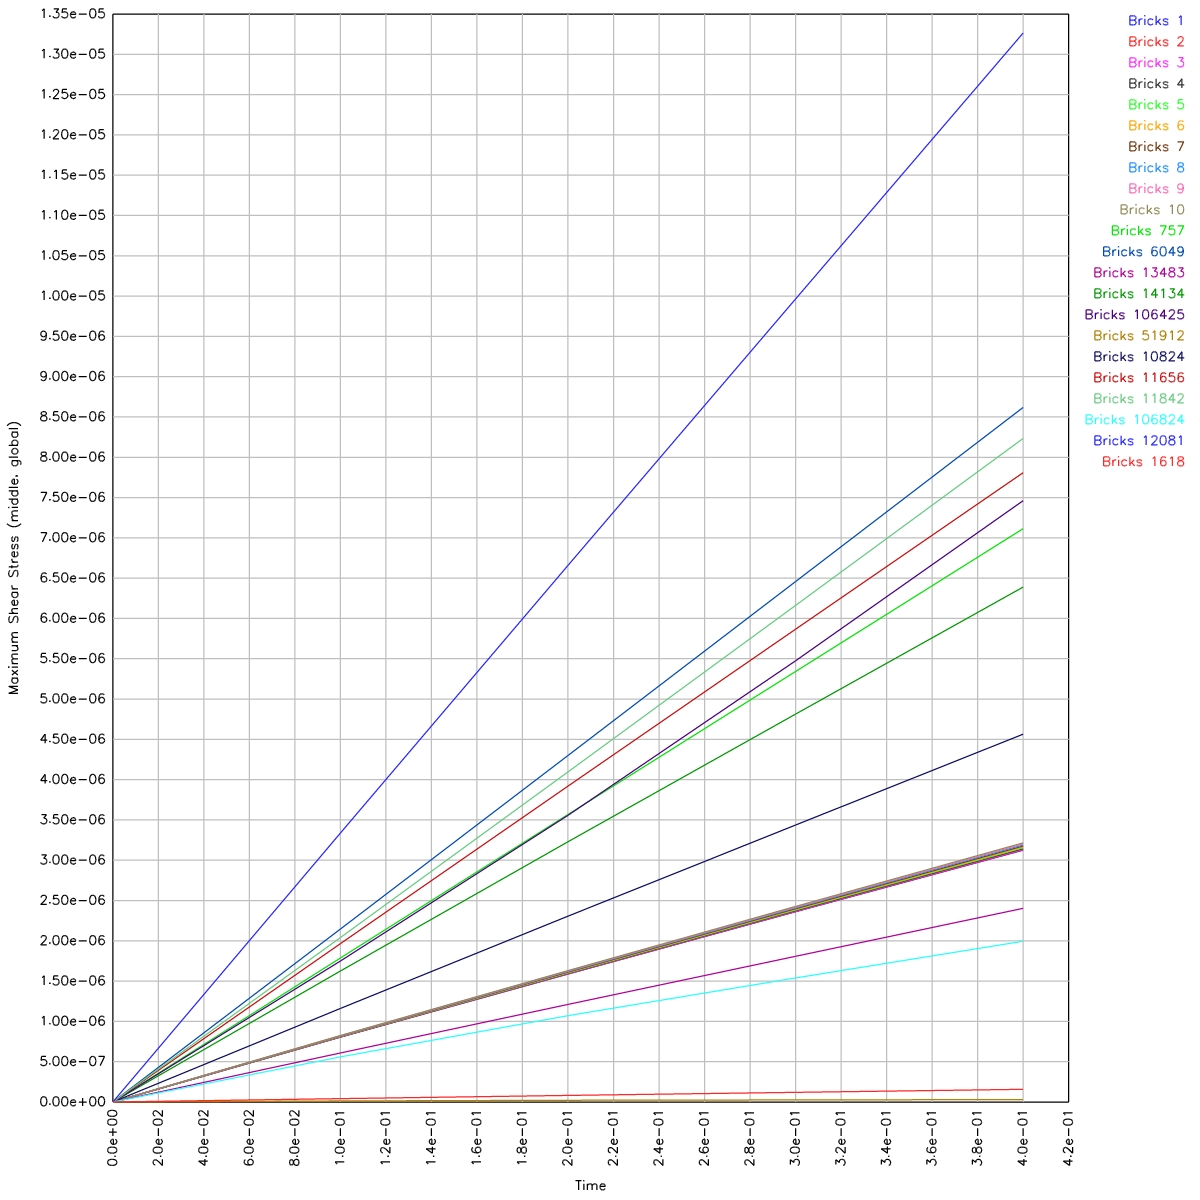 1.35e-05
1.30e-05
1.25e-05
1.20e-05
1.15e-05
1.10e-05
1.05e-05
1.00e-05
9.50e-06
9.00e-06
8.50e-06
8.00e-06
7.50e-06
7.00e-06
6.50e-06
6.00e-06
5.50e-06
5.00e-06
4.50e-06
4.00e-06
3.50e-06
3.00e-06
2.50e-06
2.00e-06
1.50e-06
1.00e-06
5.00e-07
0.00e+00
Maximum Shear Stress (middle, global)
0.0e+00
2.0e-02
4.0e-02
6.0e-02
8.0e-02
1.0e-01
1.2e-01
1.4e-01
1.6e-01
1.8e-01
2.0e-01
2.2e-01
2.4e-01
2.6e-01
2.8e-01
3.0e-01
3.2e-01
3.4e-01
3.6e-01
3.8e-01
4.0e-01
4.2e-01
Time
Bricks 1
Bricks 2
Bricks 3
Bricks 4
Bricks 5
Bricks 6
Bricks 7
Bricks 8
Bricks 9
Bricks 10
Bricks 757
Bricks 6049
Bricks 13483
Bricks 14134
Bricks 106425
Bricks 51912
Bricks 10824
Bricks 11656
Bricks 11842
Bricks 106824
Bricks 12081
Bricks 1618